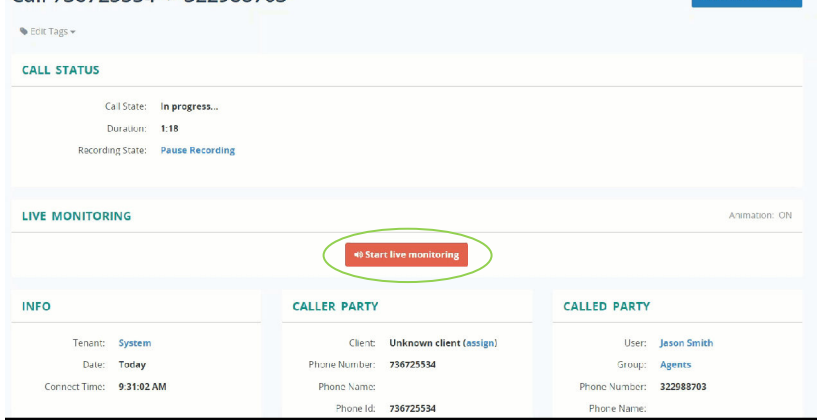 Call 736725534 322988703
Edit Tags
CALL STATUS
Call State: In progress...
Duration: 1:18
Recording State: Pause Recording
LIVE MONITORING
Animation: ON
Start live monitoring
INFO
Tenant: System
Date: Today
Connect Time: 9:31:02 AM
CALLER PARTY
Client: Unknown client (assign)
Phone Number: 736725534
Phone Name:
Phone Id: 736725534
CALLED PARTY
User: Jason Smith
Group: Agents
Phone Number: 322988703
Phone Name: